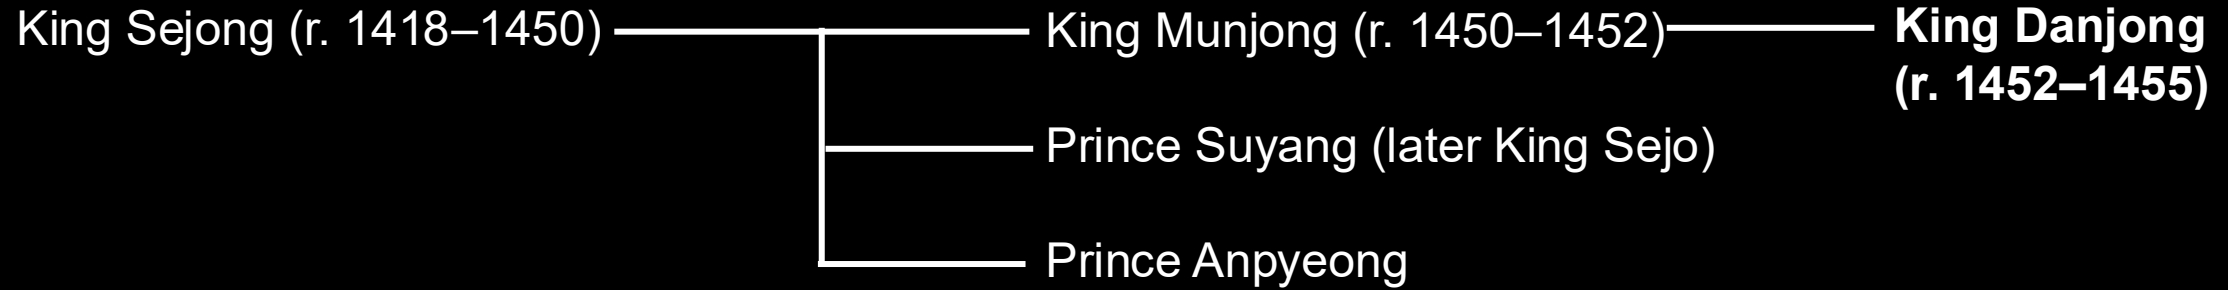 King Sejong (r. 1418–1450)
King Munjong (r. 1450–1452)
King Danjong
(r. 1452–1455)
Prince Suyang (later King Sejo)
Prince Anpyeong